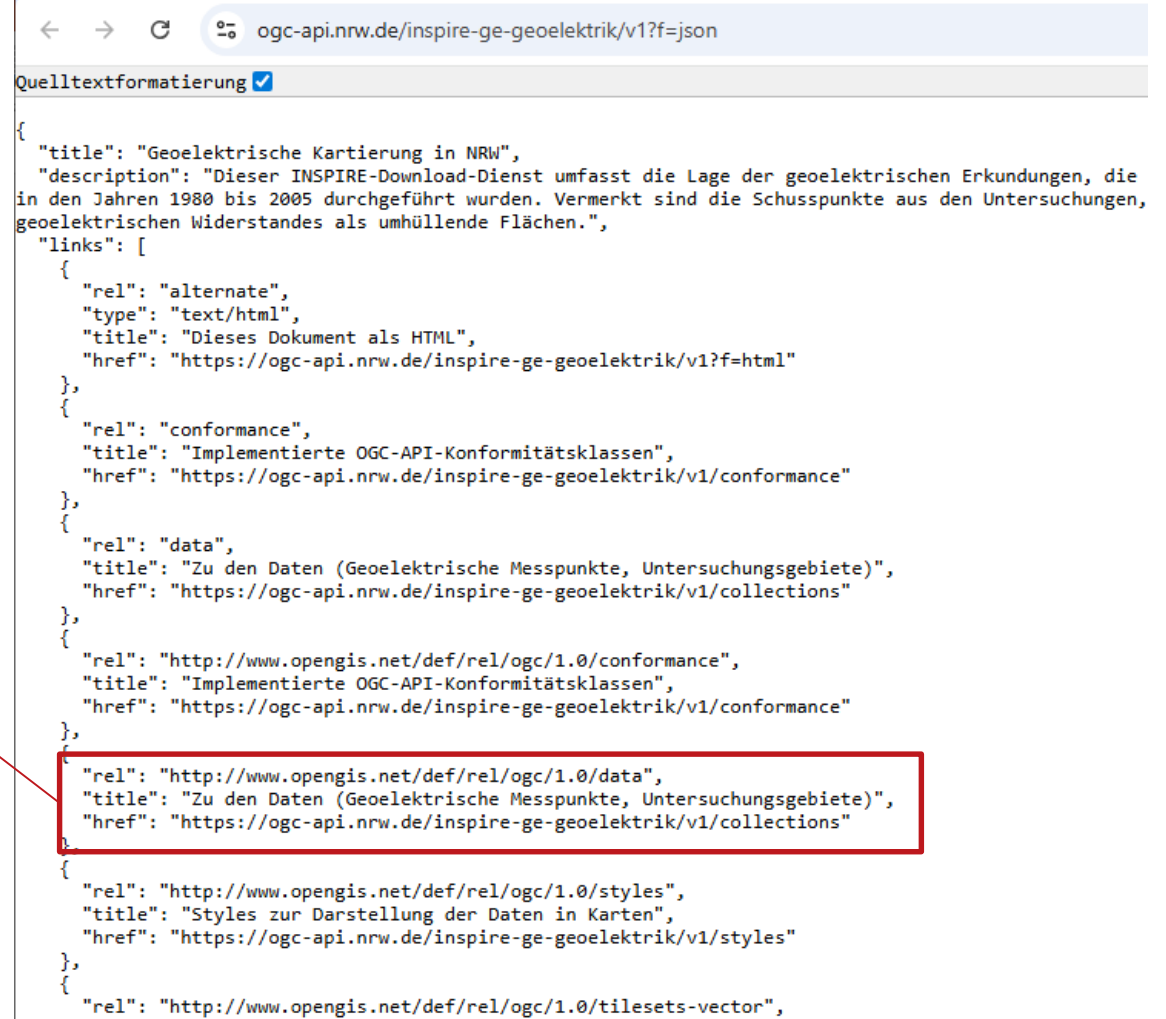 ogc-api.nrw.de/inspire-ge-geoelektrik/v1?f=json
Quelltextformatierung
{
  "title": "Geoelektrische Kartierung in NRW",
  "description": "Dieser INSPIRE-Download-Dienst umfasst die Lage der geoelektrischen Erkundungen, die
in den Jahren 1980 bis 2005 durchgeführt wurden. Vermerkt sind die Schusspunkte aus den Untersuchungen,
geoelektrischen Widerstandes als umhüllende Flächen.",
  "links": [
    {
      "rel": "alternate",
      "type": "text/html",
      "title": "Dieses Dokument als HTML",
      "href": "https://ogc-api.nrw.de/inspire-ge-geoelektrik/v1?f=html"
    },
    {
      "rel": "conformance",
      "title": "Implementierte OGC-API-Konformitätsklassen",
      "href": "https://ogc-api.nrw.de/inspire-ge-geoelektrik/v1/conformance"
    },
    {
      "rel": "data",
      "title": "Zu den Daten (Geoelektrische Messpunkte, Untersuchungsgebiete)",
      "href": "https://ogc-api.nrw.de/inspire-ge-geoelektrik/v1/collections"
    },
    {
      "rel": "http://www.opengis.net/def/rel/ogc/1.0/conformance",
      "title": "Implementierte OGC-API-Konformitätsklassen",
      "href": "https://ogc-api.nrw.de/inspire-ge-geoelektrik/v1/conformance"
    },
    {
      "rel": "http://www.opengis.net/def/rel/ogc/1.0/data",
      "title": "Zu den Daten (Geoelektrische Messpunkte, Untersuchungsgebiete)",
      "href": "https://ogc-api.nrw.de/inspire-ge-geoelektrik/v1/collections"
    },
    {
      "rel": "http://www.opengis.net/def/rel/ogc/1.0/styles",
      "title": "Styles zur Darstellung der Daten in Karten",
      "href": "https://ogc-api.nrw.de/inspire-ge-geoelektrik/v1/styles"
    },
    {
      "rel": "http://www.opengis.net/def/rel/ogc/1.0/tilesets-vector",